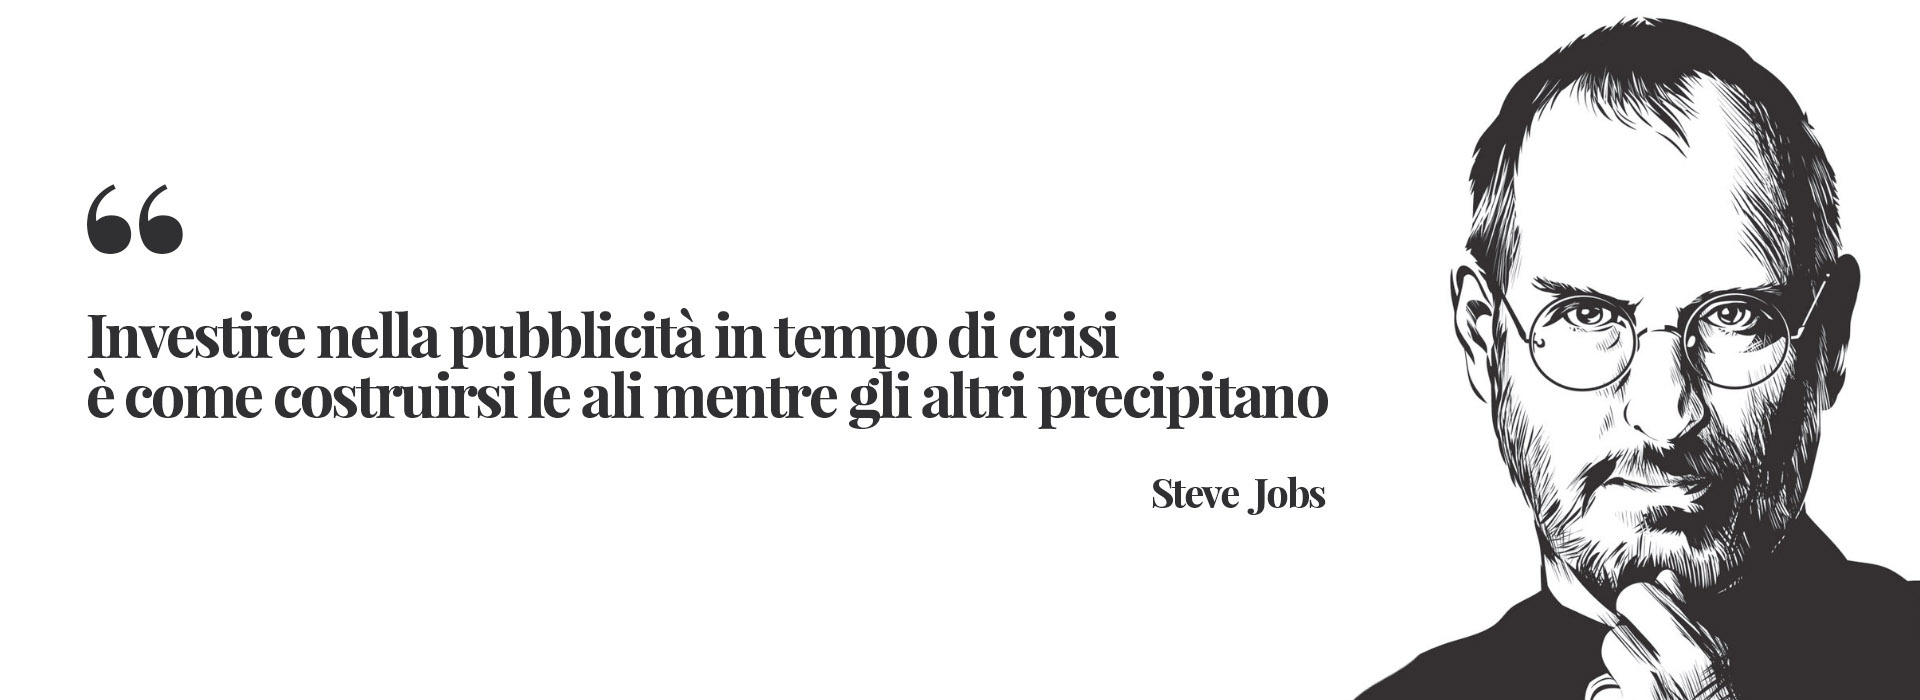 “
Investire nella pubblicità in tempo di crisi
è come costruirsi le ali mentre gli altri precipitano
Steve Jobs